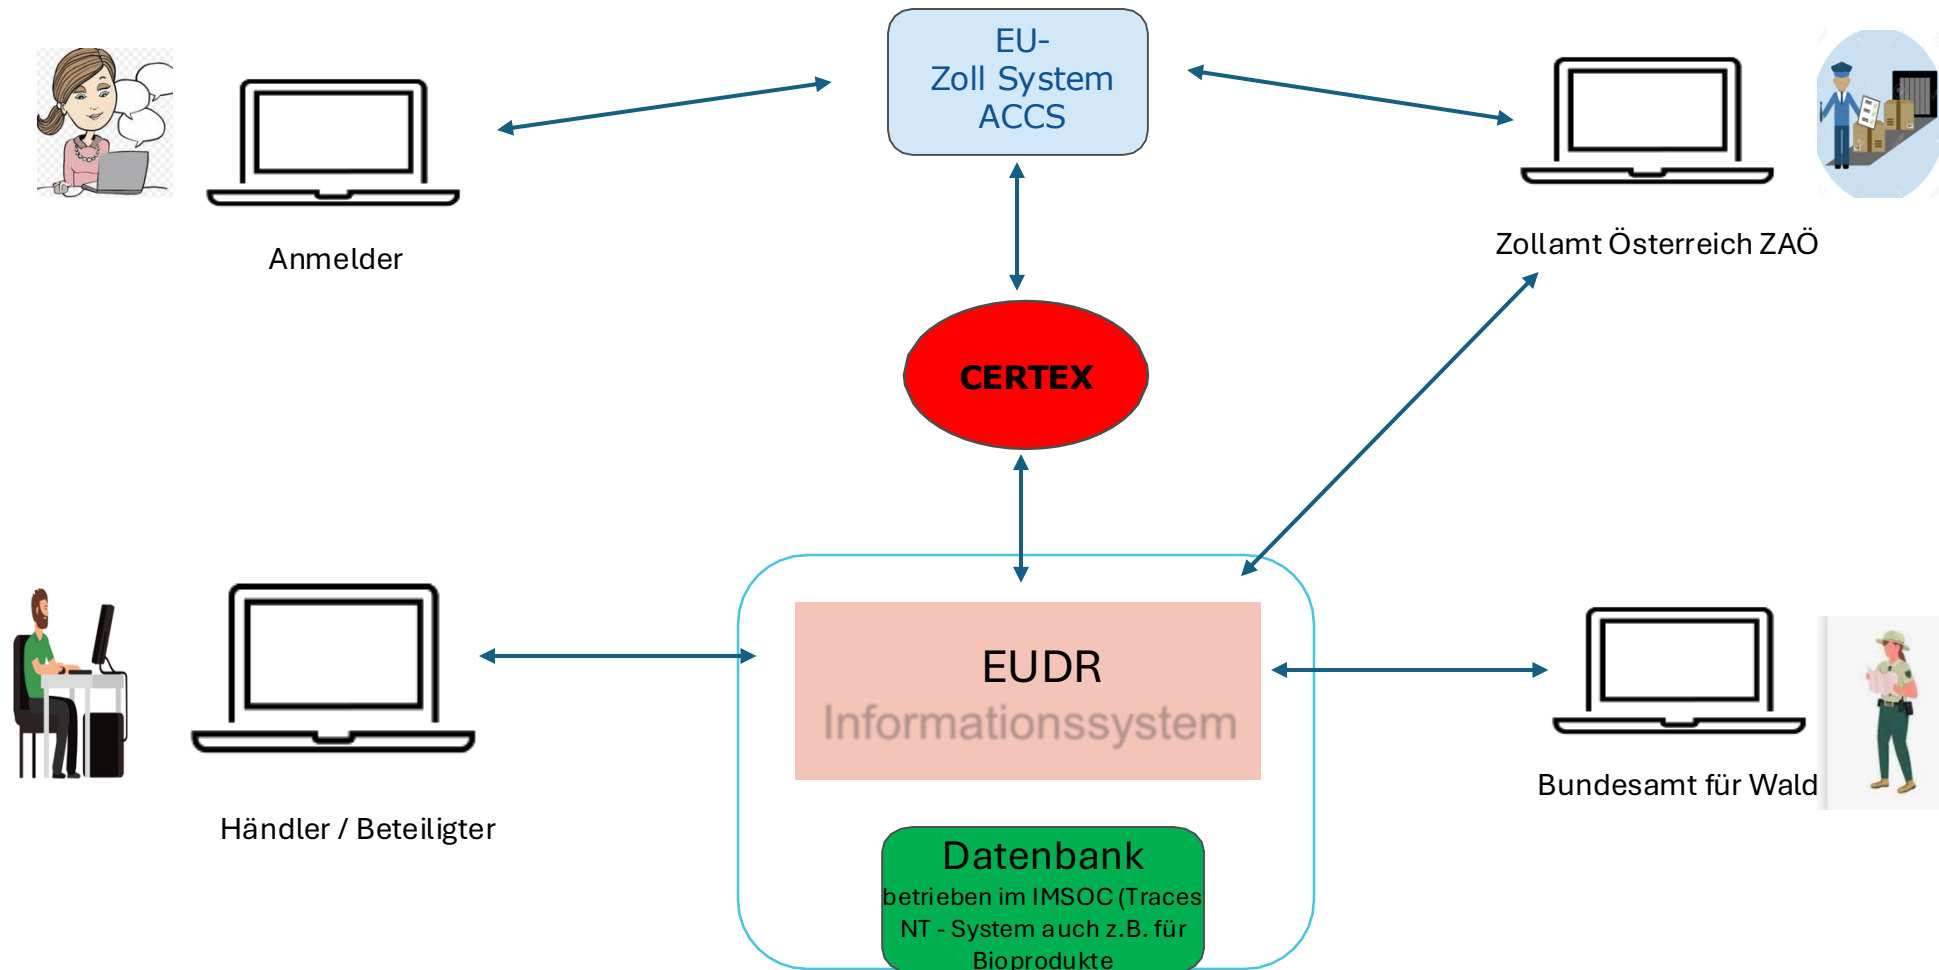 EU-
Zoll System
ACCS
Anmelder
Zollamt Österreich ZAÖ
CERTEX
EUDR
Informationssystem
Händler / Beteiligter
Bundesamt für Wald
Datenbank
betrieben im IMSOC (Traces
NT - System auch z.B. für
Bioprodukte